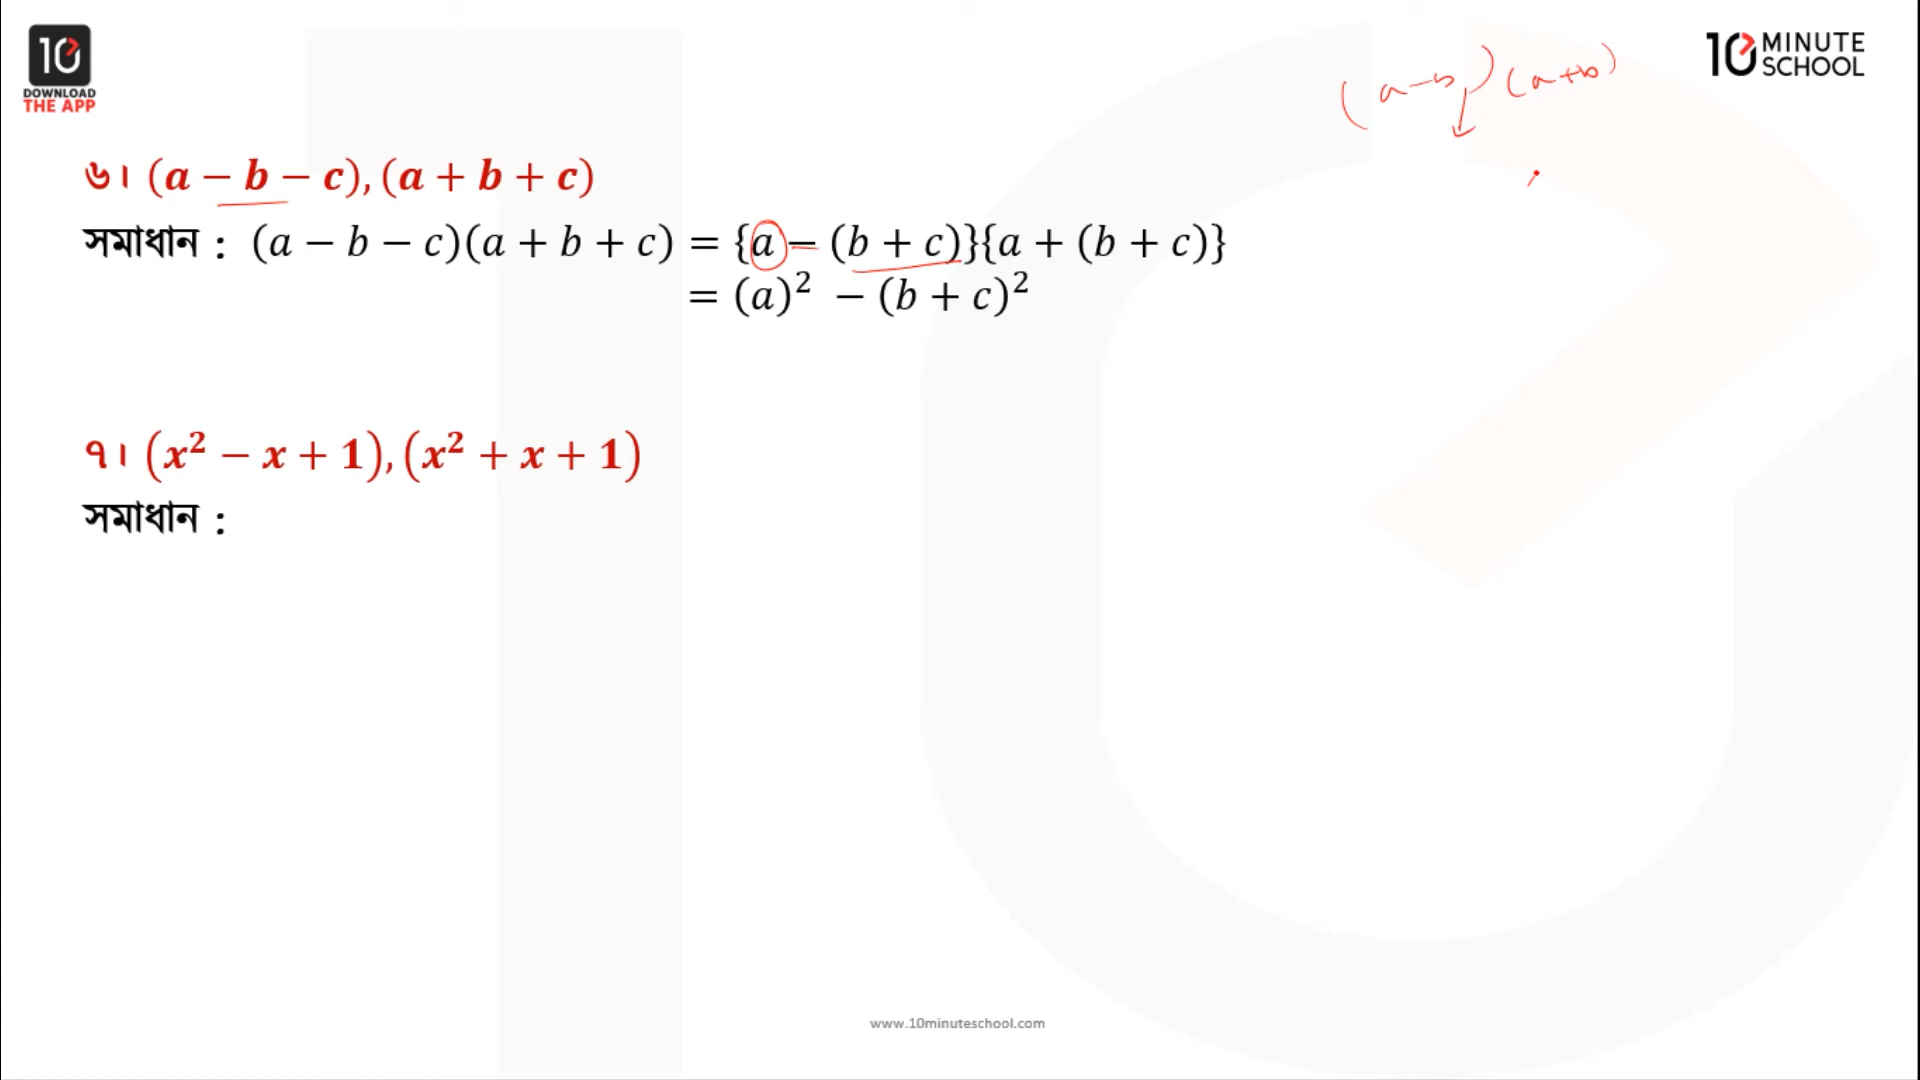 10
DOWNLOAD
THE APP
10 MINUTE
SCHOOL
(a-b) (a+b)
৬। (a − b − c), (a + b + c)
সমাধান : (a − b − c)(a + b + c) = {a − (b + c)}{a + (b + c)}
= (a)² − (b + c)²
৭। (x² − x + 1), (x² + x + 1)
সমাধান :
www.10minuteschool.com